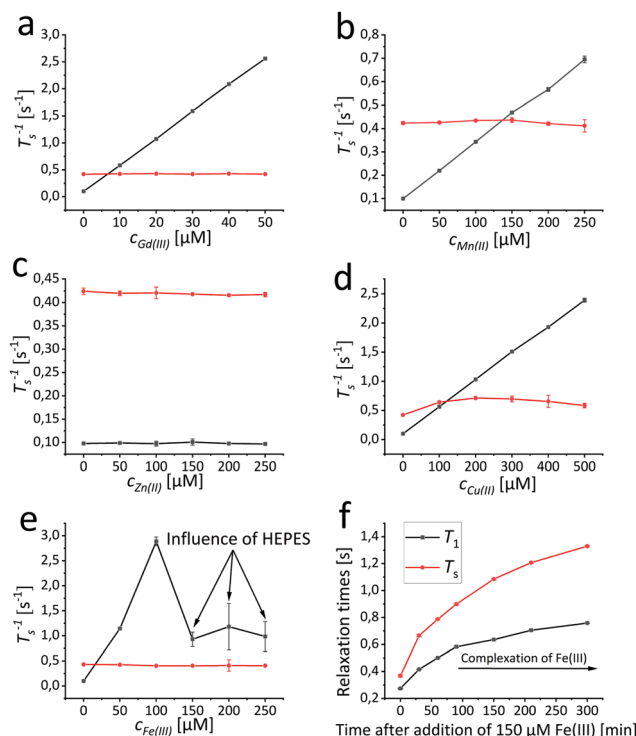 a
T_s^-1 [s^-1]
3,0
2,5
2,0
1,5
1,0
0,5
0,0
0 10 20 30 40 50
c_Gd(III) [µM]
b
T_s^-1 [s^-1]
0,8
0,7
0,6
0,5
0,4
0,3
0,2
0,1
0 50 100 150 200 250
c_Mn(II) [µM]
c
T_s^-1 [s^-1]
0,45
0,40
0,35
0,30
0,25
0,20
0,15
0,10
0 50 100 150 200 250
c_Zn(II) [µM]
d
T_s^-1 [s^-1]
2,5
2,0
1,5
1,0
0,5
0,0
0 100 200 300 400 500
c_Cu(II) [µM]
e
T_s^-1 [s^-1]
3,0
2,5
2,0
1,5
1,0
0,5
0,0
Influence of HEPES
0 50 100 150 200 250
c_Fe(III) [µM]
f
Relaxation times [s]
1,4
1,2
1,0
0,8
0,6
0,4
0,2
T_1
T_s
Complexation of Fe(III)
0 50 100 150 200 250 300
Time after addition of 150 µM Fe(III) [min]